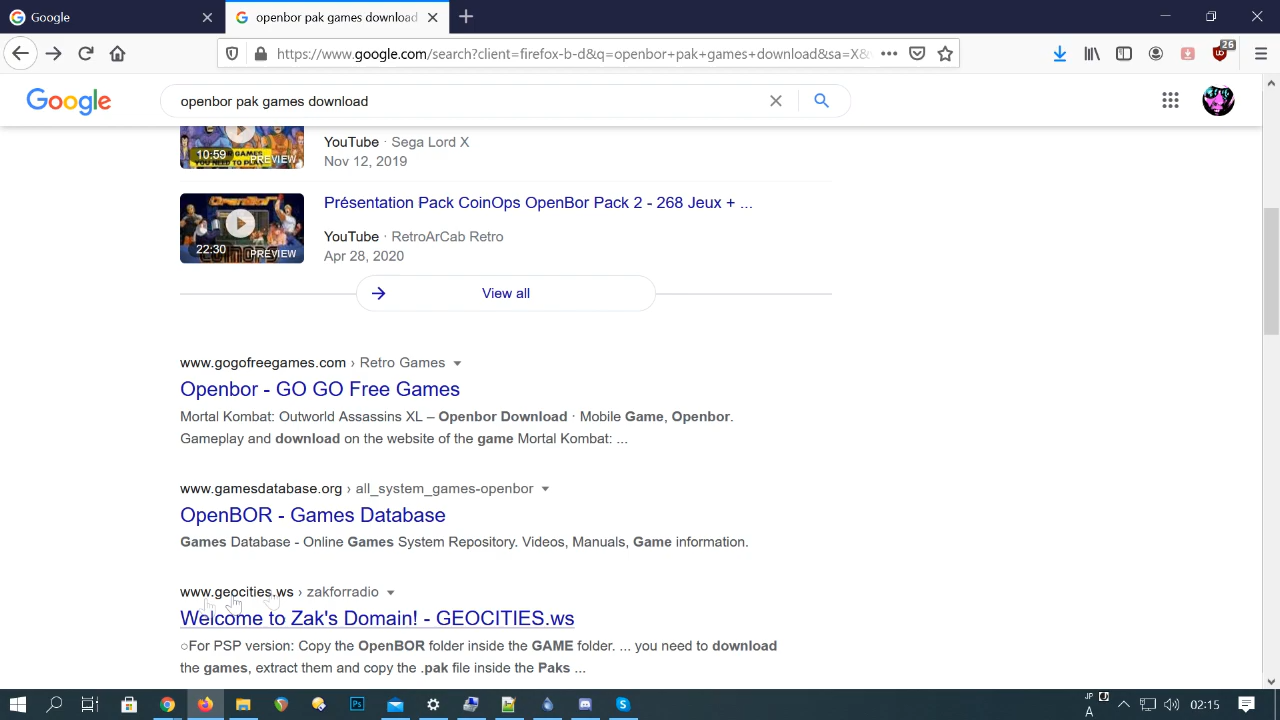 Google
openbor pak games download
https://www.google.com/search?client=firefox-b-d&q=openbor+pak+games+download&sa=X&
26
Google
openbor pak games download
10:59
PREVIEW
YouTube · Sega Lord X
Nov 12, 2019
22:30
PREVIEW
Présentation Pack CoinOps OpenBor Pack 2 - 268 Jeux + ...
YouTube · RetroArCab Retro
Apr 28, 2020
View all
www.gogofreegames.com › Retro Games
Openbor - GO GO Free Games
Mortal Kombat: Outworld Assassins XL – Openbor Download · Mobile Game, Openbor.
Gameplay and download on the website of the game Mortal Kombat: ...
www.gamesdatabase.org › all_system_games-openbor
OpenBOR - Games Database
Games Database - Online Games System Repository. Videos, Manuals, Game information.
www.geocities.ws › zakforradio
Welcome to Zak's Domain! - GEOCITIES.ws
○For PSP version: Copy the OpenBOR folder inside the GAME folder. ... you need to download
the games, extract them and copy the .pak file inside the Paks ...
JP
A
02:15